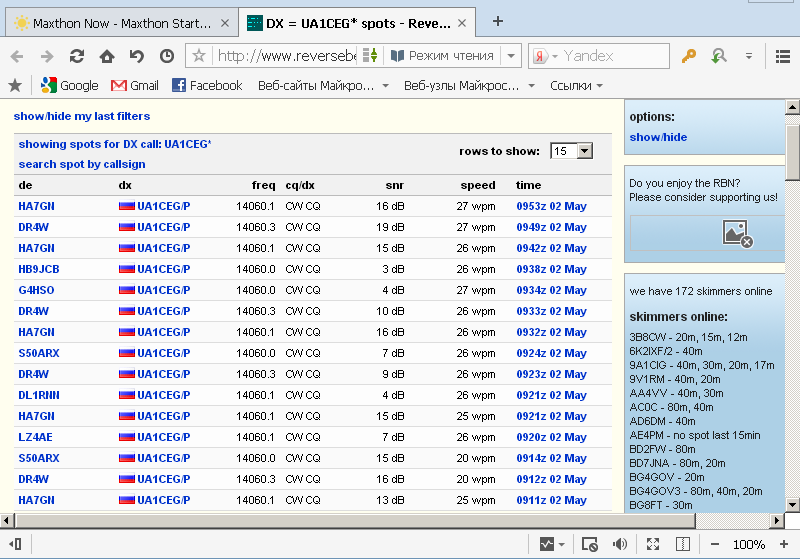 Maxthon Now - Maxthon Start...
DX = UA1CEG* spots - Reve...
http://www.reversebe
Режим чтения
Yandex
Google
Gmail
Facebook
Веб-сайты Майкро...
Веб-узлы Майкрос...
Ссылки
show/hide my last filters
showing spots for DX call: UA1CEG*
search spot by callsign
rows to show: 15
de dx freq cq/dx snr speed time
HA7GN UA1CEG/P 14060.1 CW CQ 16 dB 27 wpm 0953z 02 May
DR4W UA1CEG/P 14060.3 CW CQ 19 dB 27 wpm 0949z 02 May
HA7GN UA1CEG/P 14060.1 CW CQ 15 dB 26 wpm 0942z 02 May
HB9JCB UA1CEG/P 14060.0 CW CQ 3 dB 26 wpm 0938z 02 May
G4HSO UA1CEG/P 14060.0 CW CQ 4 dB 27 wpm 0934z 02 May
DR4W UA1CEG/P 14060.3 CW CQ 10 dB 26 wpm 0933z 02 May
HA7GN UA1CEG/P 14060.1 CW CQ 16 dB 26 wpm 0932z 02 May
S50ARX UA1CEG/P 14060.0 CW CQ 7 dB 26 wpm 0924z 02 May
DR4W UA1CEG/P 14060.3 CW CQ 9 dB 26 wpm 0923z 02 May
DL1RNN UA1CEG/P 14060.1 CW CQ 4 dB 26 wpm 0921z 02 May
HA7GN UA1CEG/P 14060.1 CW CQ 15 dB 25 wpm 0921z 02 May
LZ4AE UA1CEG/P 14060.1 CW CQ 7 dB 26 wpm 0920z 02 May
S50ARX UA1CEG/P 14060.0 CW CQ 15 dB 20 wpm 0914z 02 May
DR4W UA1CEG/P 14060.3 CW CQ 16 dB 20 wpm 0912z 02 May
HA7GN UA1CEG/P 14060.1 CW CQ 13 dB 25 wpm 0911z 02 May
options:
show/hide
Do you enjoy the RBN?
Please consider supporting us!
we have 172 skimmers online
skimmers online:
3B8CW - 20m, 15m, 12m
6K2IXF/2 - 40m
9A1CIG - 40m, 30m, 20m, 17m
9V1RM - 40m, 20m
AA4VV - 40m, 30m
AC0C - 80m, 40m
AD6DM - 40m
AE4PM - no spot last 15min
BD2FW - 80m
BD7JNA - 80m, 20m
BG4GOV - 20m
BG4GOV3 - 80m, 40m, 20m
BG8FT - 30m
100%